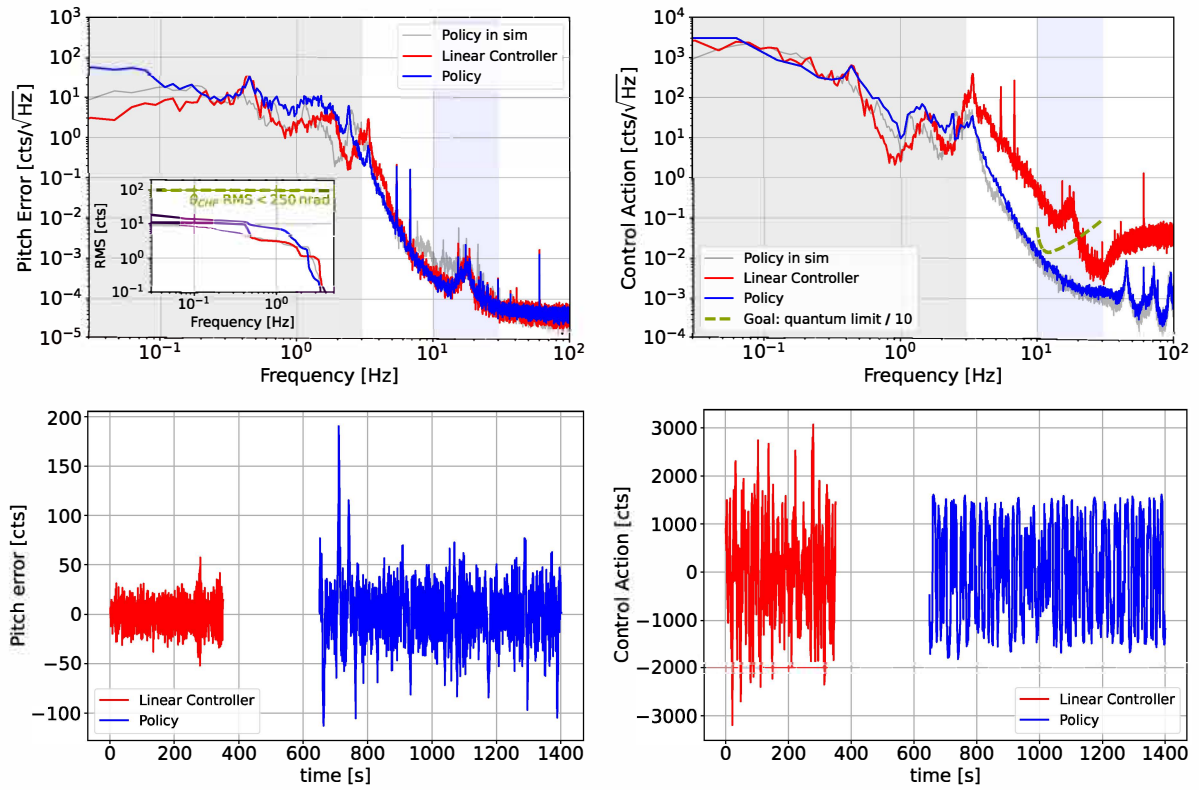 10³
10²
10¹
10⁰
10⁻¹
10⁻²
10⁻³
10⁻⁴
10⁻⁵
Pitch Error [cts/√Hz]
Policy in sim
Linear Controller
Policy
10²
10¹
10⁰
10⁻¹
RMS [cts]
θ_CHP RMS < 250 nrad
10⁻¹ 10⁰
Frequency [Hz]
10⁻¹ 10⁰ 10¹ 10²
Frequency [Hz]
10⁴
10³
10²
10¹
10⁰
10⁻¹
10⁻²
10⁻³
10⁻⁴
Control Action [cts/√Hz]
Policy in sim
Linear Controller
Policy
Goal: quantum limit / 10
10⁻¹ 10⁰ 10¹ 10²
Frequency [Hz]
200
150
100
50
0
−50
−100
Pitch error [cts]
Linear Controller
Policy
0 200 400 600 800 1000 1200 1400
time [s]
3000
2000
1000
0
−1000
−2000
−3000
Control Action [cts]
Linear Controller
Policy
0 200 400 600 800 1000 1200 1400
time [s]